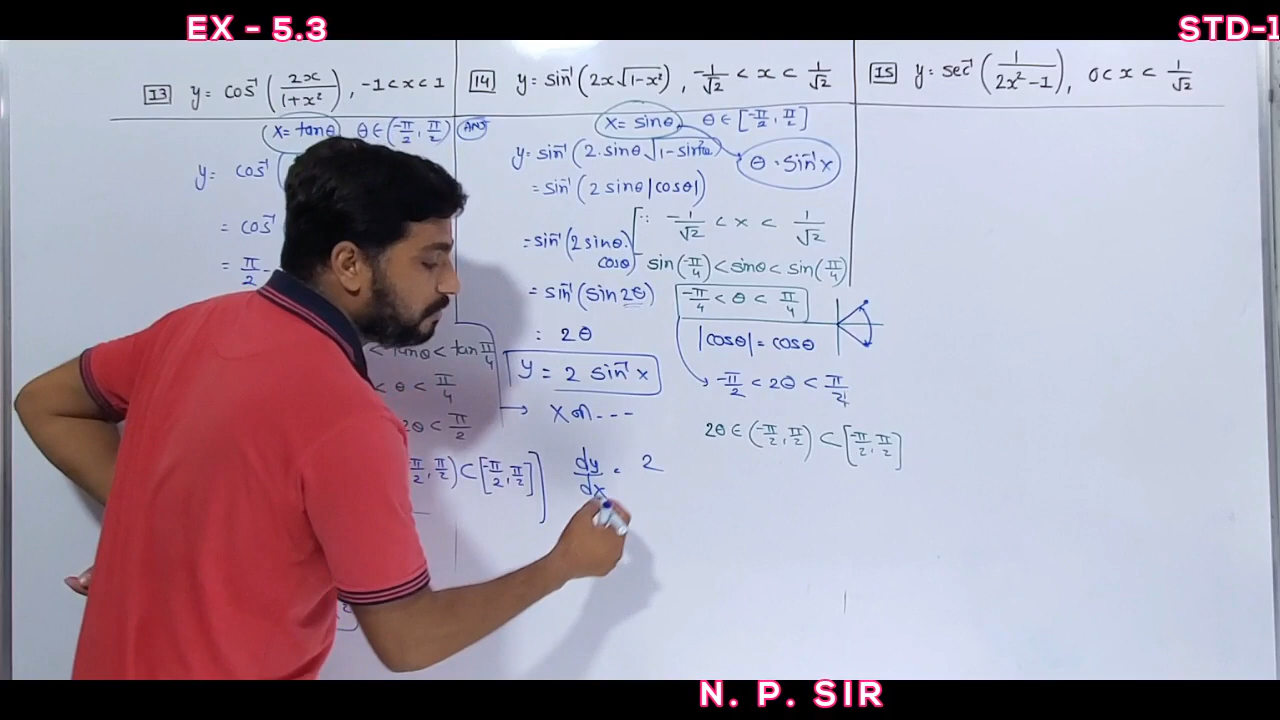 EX - 5.3
STD-1
13 y = cos⁻¹ (2x/(1+x²)), -1 < x < 1
x = tanθ θ ∈ (-π/2, π/2)
y = cos⁻¹ (
= cos⁻¹
= π/2 -
< tanθ < tan π/4
< θ < π/4
2θ < π/2
π/2, π/2) ⊂ [-π/2, π/2]
14 y = sin⁻¹ (2x√(1-x²)), -1/√2 < x < 1/√2
Ans x = sinθ θ ∈ [-π/2, π/2]
y = sin⁻¹ (2·sinθ √(1-sin²θ)) θ = sin⁻¹x
= sin⁻¹ (2 sinθ |cosθ|)
= sin⁻¹ (2 sinθ· cosθ) [∵ -1/√2 < x < 1/√2
sin(-π/4) < sinθ < sin(π/4)
= sin⁻¹ (sin 2θ) -π/4 < θ < π/4
= 2θ |cosθ| = cosθ
y = 2 sin⁻¹ x -π/2 < 2θ < π/2
2θ ∈ (-π/2, π/2) ⊂ [-π/2, π/2]
dy/dx = 2
15 y = sec⁻¹ (1/(2x²-1)), 0 < x < 1/√2
N. P. SIR